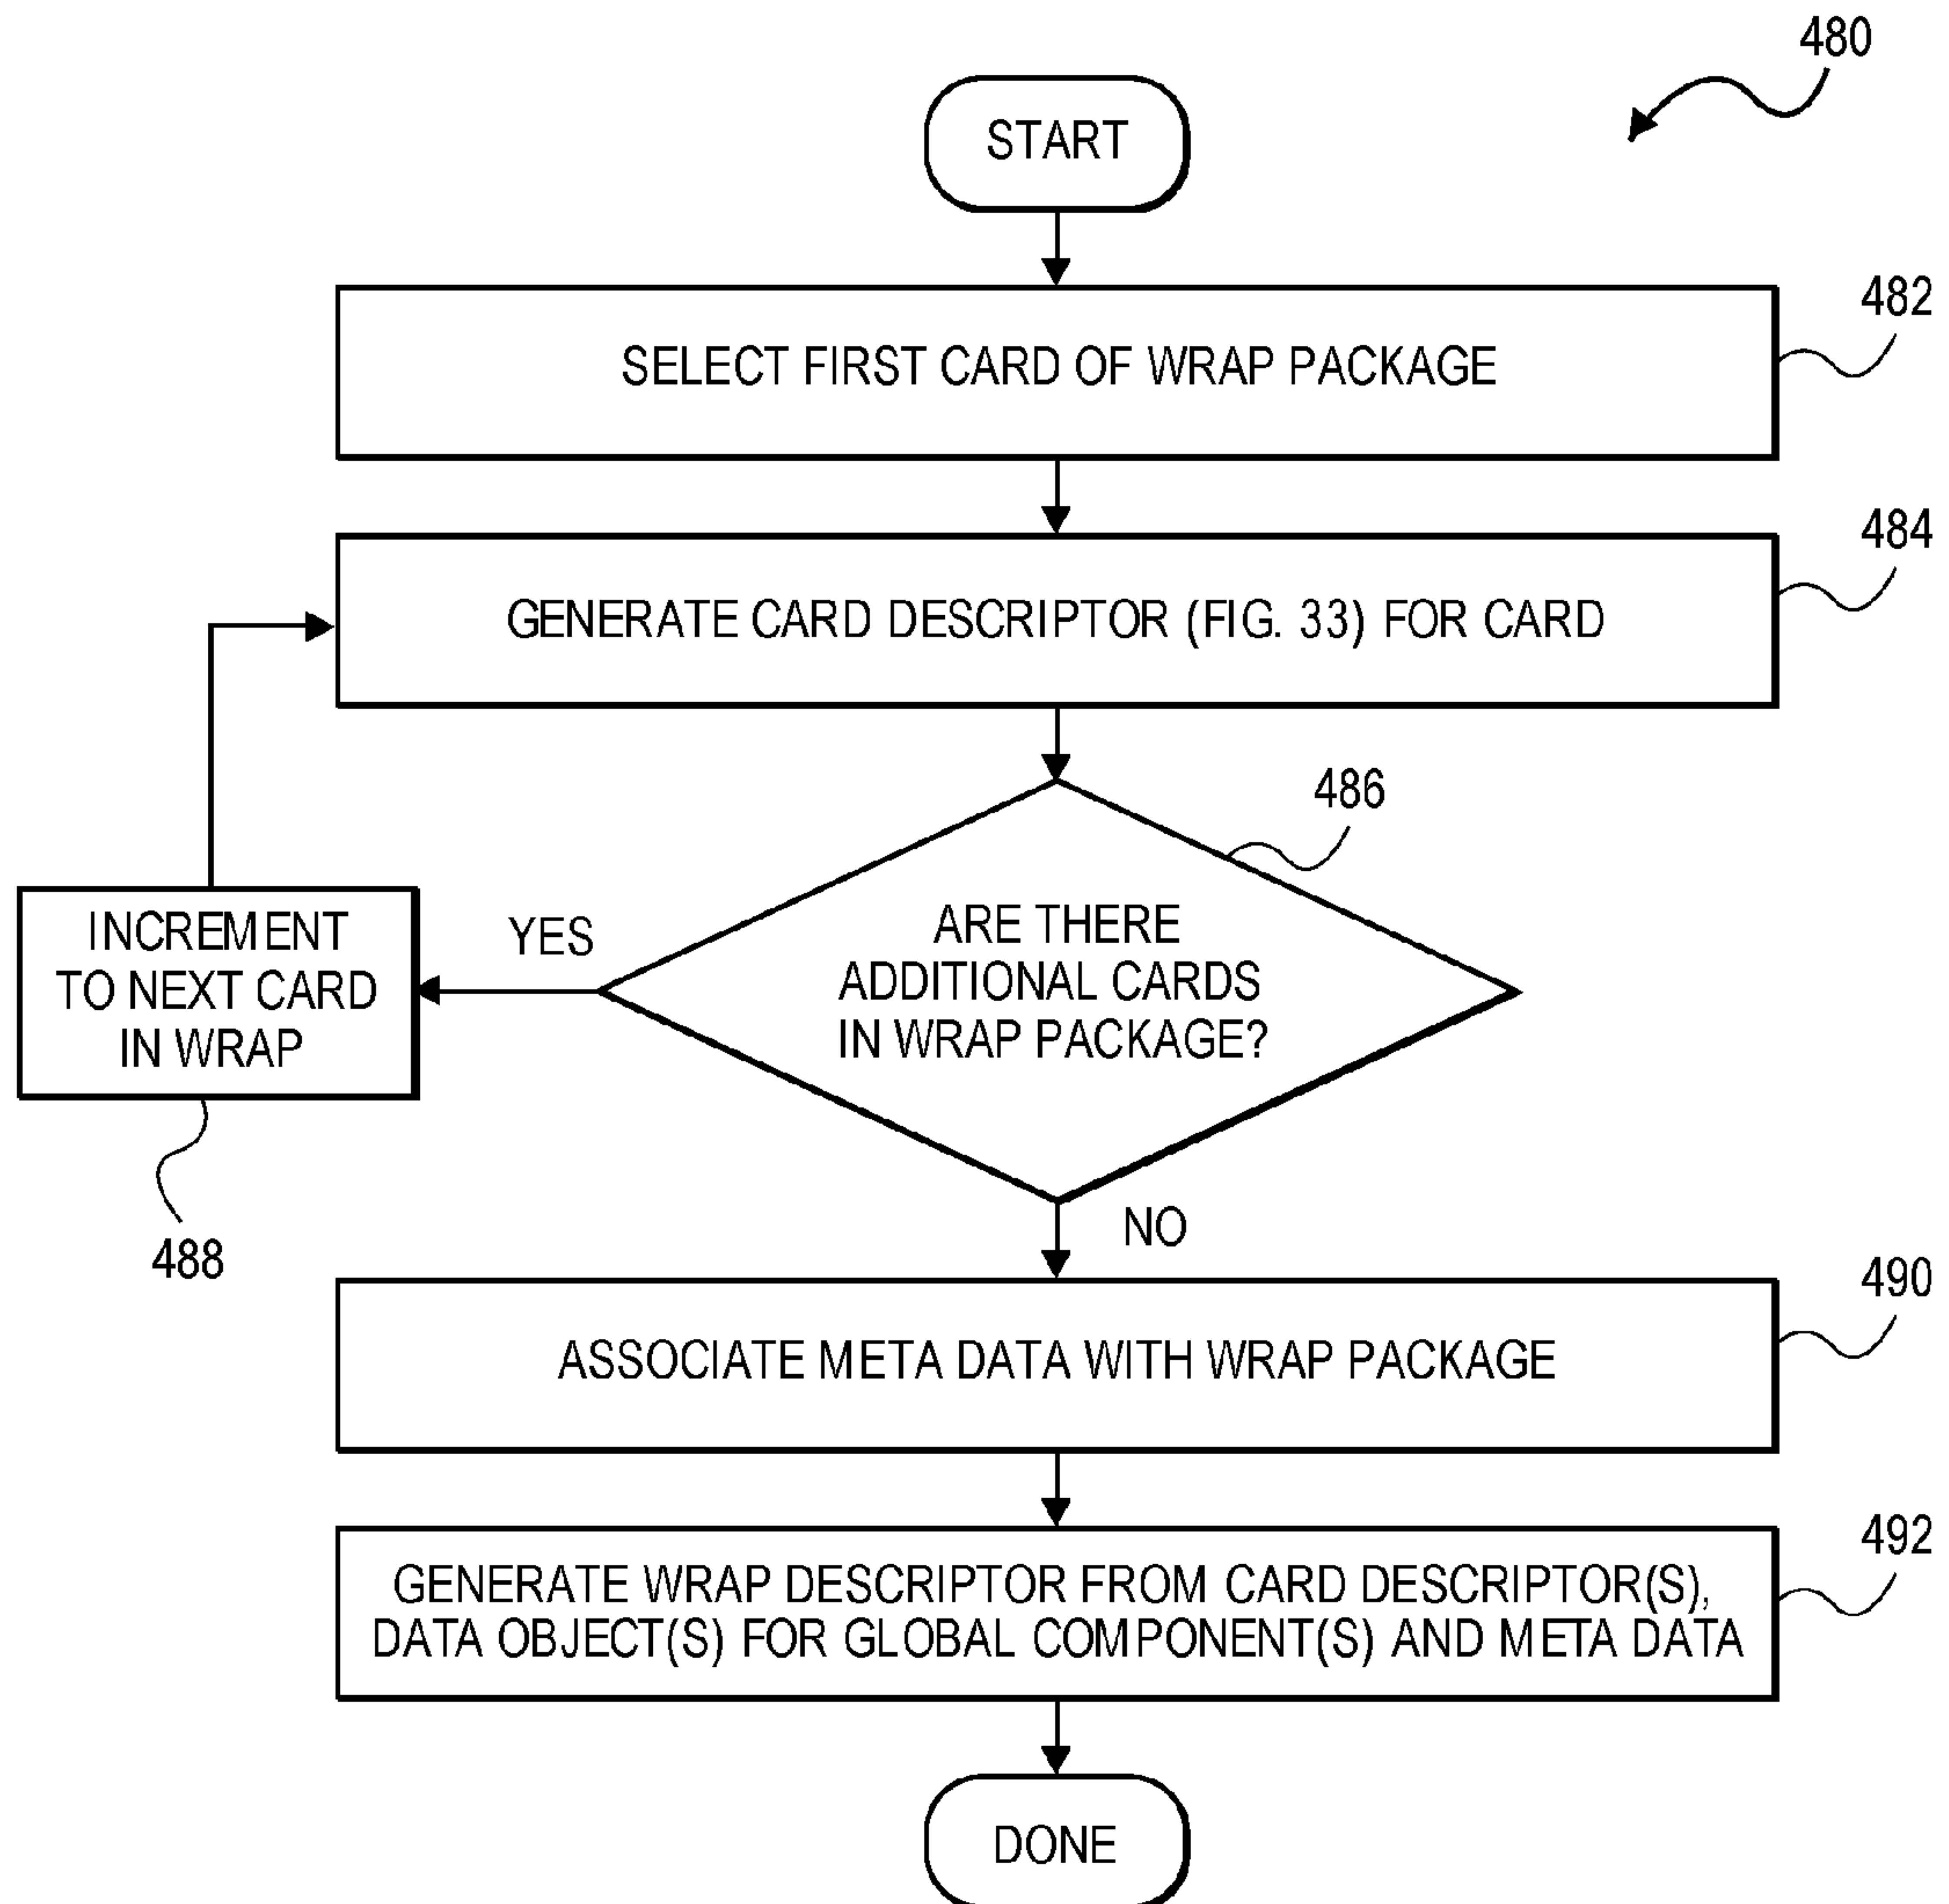 480
START
482
SELECT FIRST CARD OF WRAP PACKAGE
484
GENERATE CARD DESCRIPTOR (FIG. 33) FOR CARD
486
ARE THERE
ADDITIONAL CARDS
IN WRAP PACKAGE?
YES
INCREMENT
TO NEXT CARD
IN WRAP
488
NO
490
ASSOCIATE META DATA WITH WRAP PACKAGE
492
GENERATE WRAP DESCRIPTOR FROM CARD DESCRIPTOR(S),
DATA OBJECT(S) FOR GLOBAL COMPONENT(S) AND META DATA
DONE